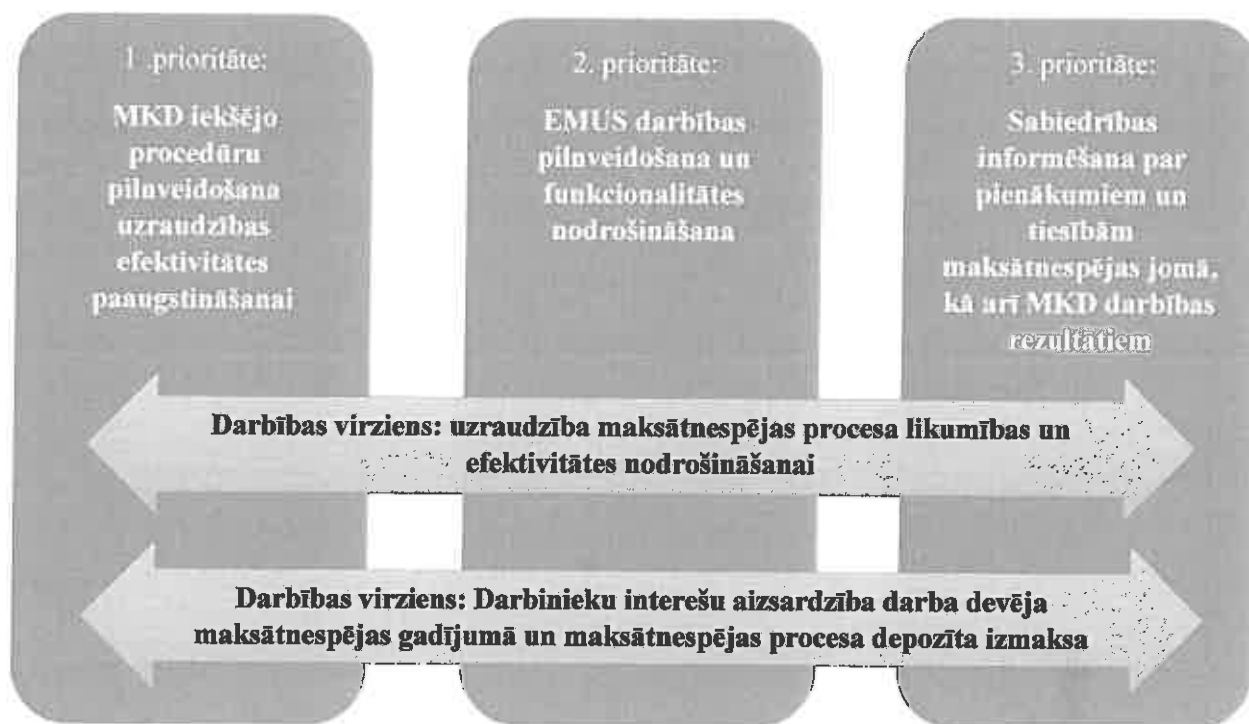 1 .prioritāte:
MKD iekšējo
procedūru
pilnveidošana
uzraudzības
efektivitātes
paaugstināšanai
2. prioritāte:
EMUS darbības
pilnveidošana un
funkcionalitātes
nodrošināšana
3. prioritāte:
Sabiedrības
informēšana par
pienākumiem un
tiesībām
maksātnespējas jomā,
kā arī MKD darbības
rezultātiem
Darbības virziens: uzraudzība maksātnespējas procesa likumības un
efektivitātes nodrošināšanai
Darbības virziens: Darbinieku interešu aizsardzība darba devēja
maksātnespējas gadījumā un maksātnespējas procesa depozīta izmaksa